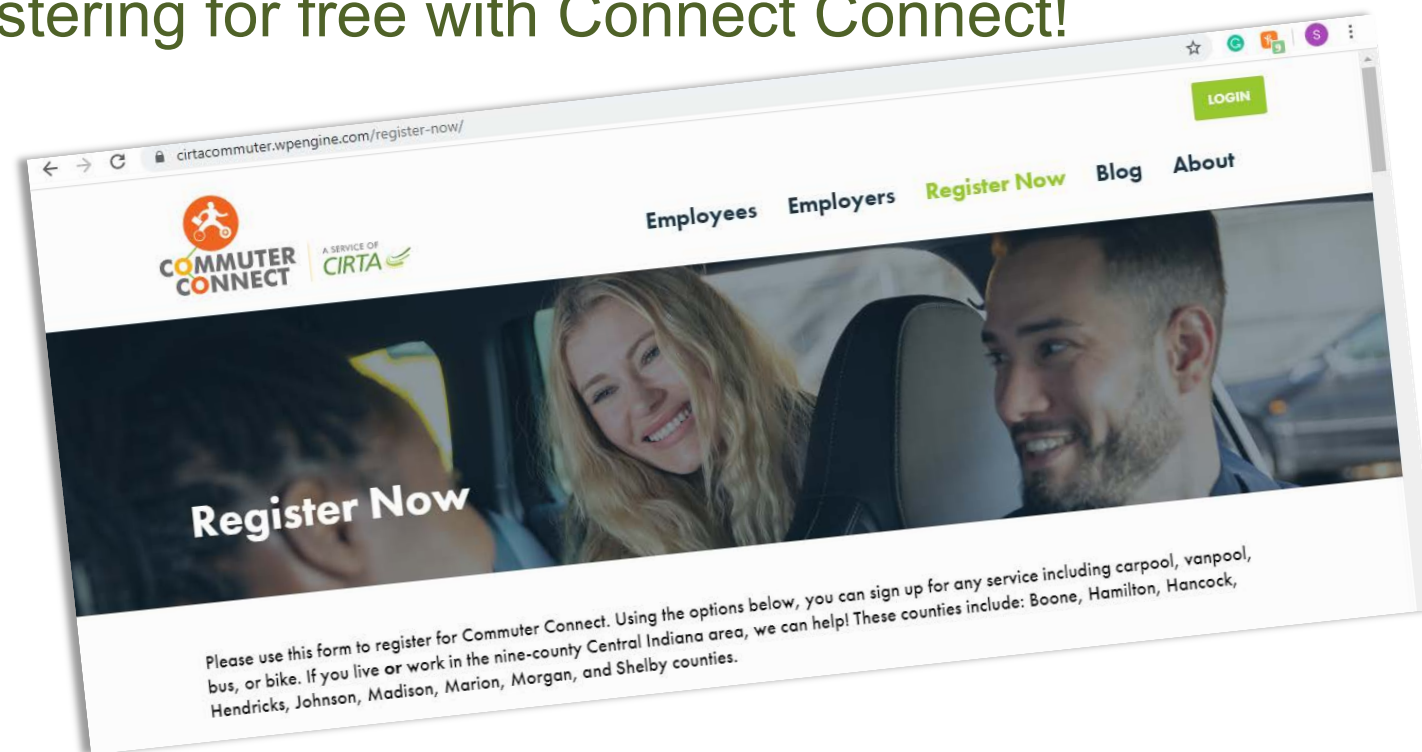 stering for free with Connect Connect!
cirtacommuter.wpengine.com/register-now/
S
LOGIN
COMMUTER
CONNECT
A SERVICE OF
CIRTA
Employees Employers Register Now Blog About
Register Now
Please use this form to register for Commuter Connect. Using the options below, you can sign up for any service including carpool, vanpool,
bus, or bike. If you live or work in the nine-county Central Indiana area, we can help! These counties include: Boone, Hamilton, Hancock,
Hendricks, Johnson, Madison, Marion, Morgan, and Shelby counties.